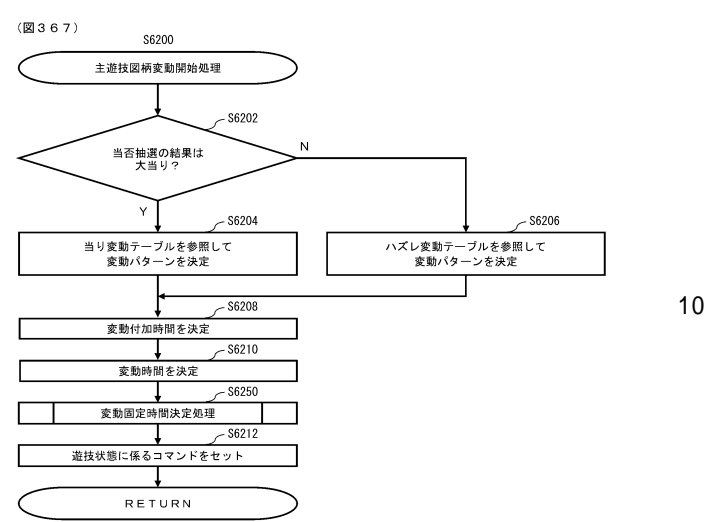 (図367)
S6200
主遊技図柄変動開始処理
S6202
当否抽選の結果は
大当り?
N
Y
S6204
当り変動テーブルを参照して
変動パターンを決定
S6206
ハズレ変動テーブルを参照して
変動パターンを決定
10
S6208
変動付加時間を決定
S6210
変動時間を決定
S6250
変動固定時間決定処理
S6212
遊技状態に係るコマンドをセット
RETURN